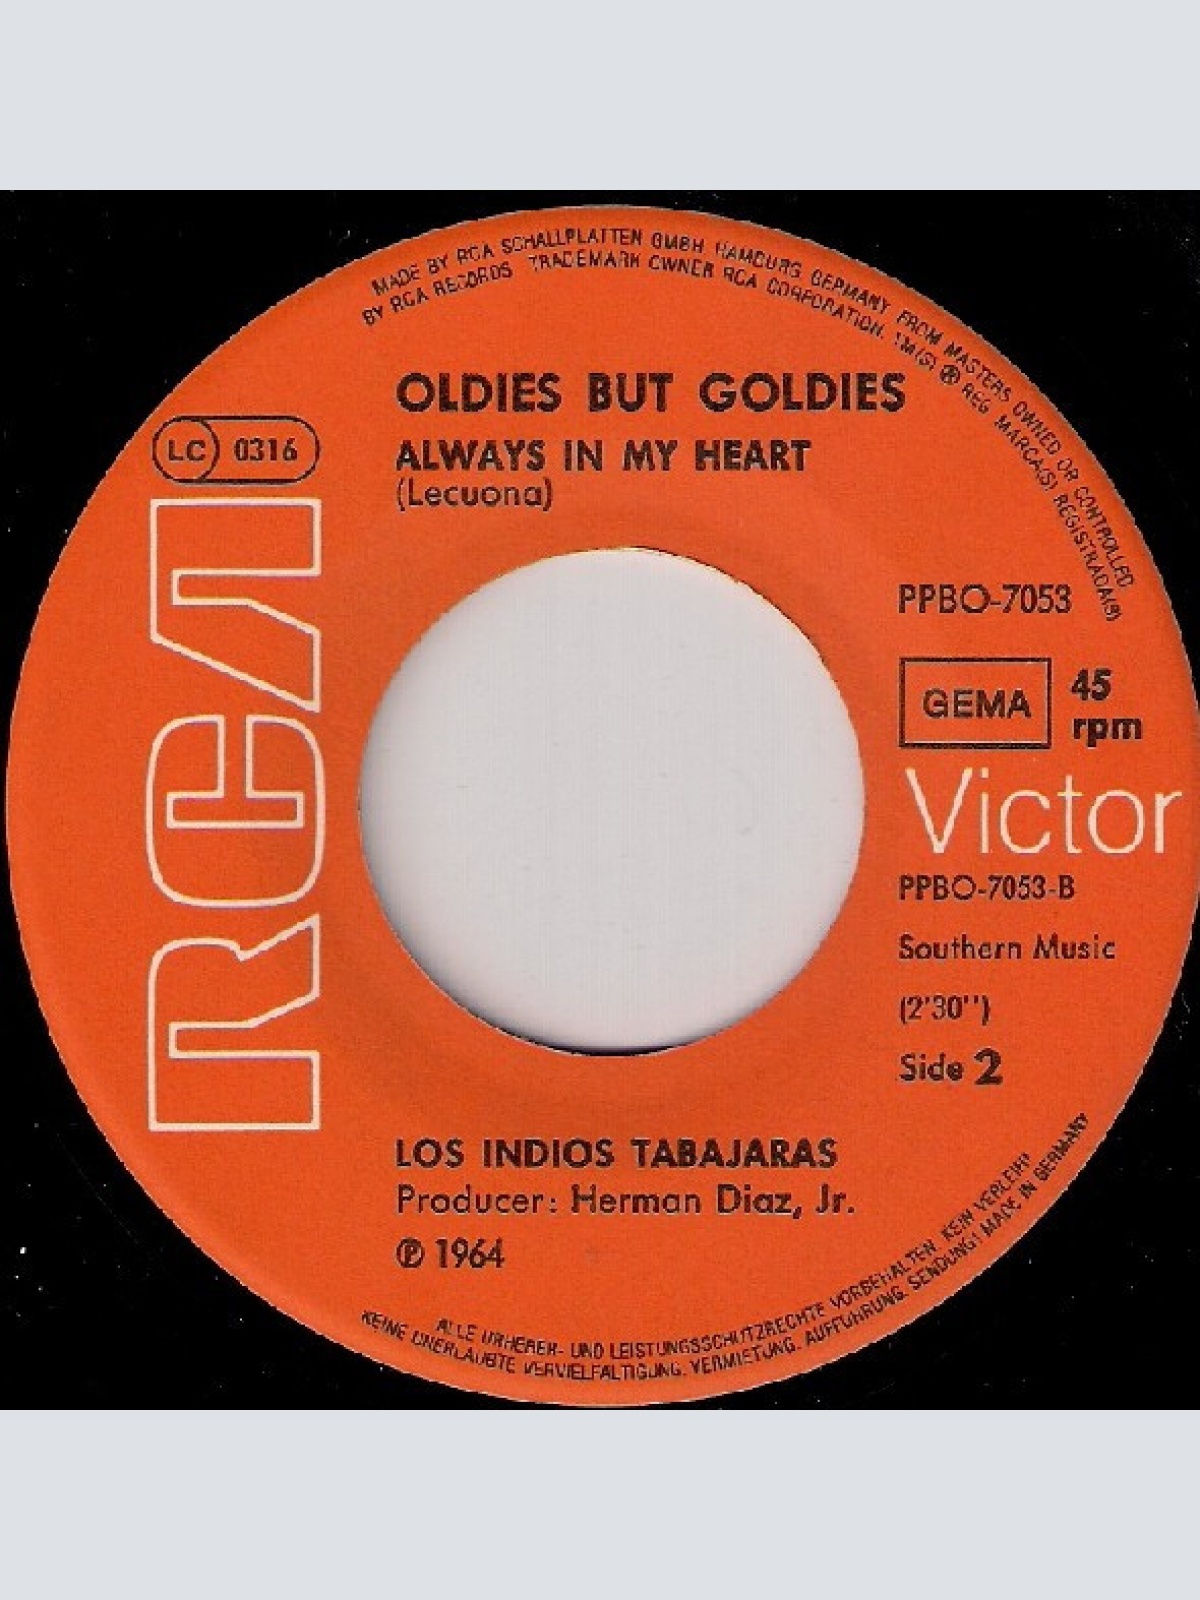 MADE BY RCA SCHALLPLATTEN GMBH, HAMBURG, GERMANY FROM MASTERS OWNED OR CONTROLLED
BY RCA RECORDS TRADEMARK OWNER RCA CORPORATION. TM(S) ® REG. MARCA(S) REGISTRADA(S)
OLDIES BUT GOLDIES
ALWAYS IN MY HEART
(Lecuona)
LC 0316
RCA
PPBO-7053
GEMA
45
rpm
Victor
PPBO-7053-B
Southern Music
(2'30'')
Side 2
LOS INDIOS TABAJARAS
Producer: Herman Diaz, Jr.
℗ 1964
ALLE URHEBER- UND LEISTUNGSSCHUTZRECHTE VORBEHALTEN. KEIN VERLEIH!
KEINE UNERLAUBTE VERVIELFÄLTIGUNG, VERMIETUNG, AUFFÜHRUNG, SENDUNG! MADE IN GERMANY